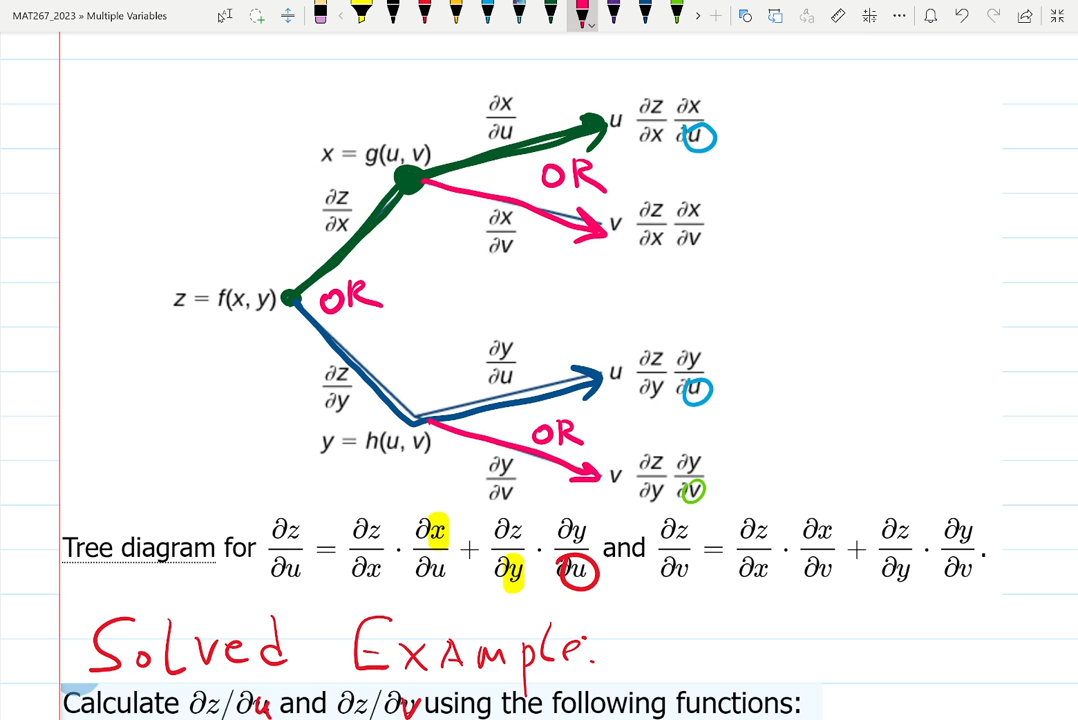 MAT267_2023 » Multiple Variables
∂x/∂u
u ∂z/∂x ∂x/∂u
x = g(u, v)
OR
∂z/∂x
∂x/∂v
v ∂z/∂x ∂x/∂v
z = f(x, y)
OR
∂y/∂u
u ∂z/∂y ∂y/∂u
∂z/∂y
y = h(u, v)
OR
∂y/∂v
v ∂z/∂y ∂y/∂v
Tree diagram for ∂z/∂u = ∂z/∂x · ∂x/∂u + ∂z/∂y · ∂y/∂u and ∂z/∂v = ∂z/∂x · ∂x/∂v + ∂z/∂y · ∂y/∂v.
Solved Example:
Calculate ∂z/∂u and ∂z/∂v using the following functions: